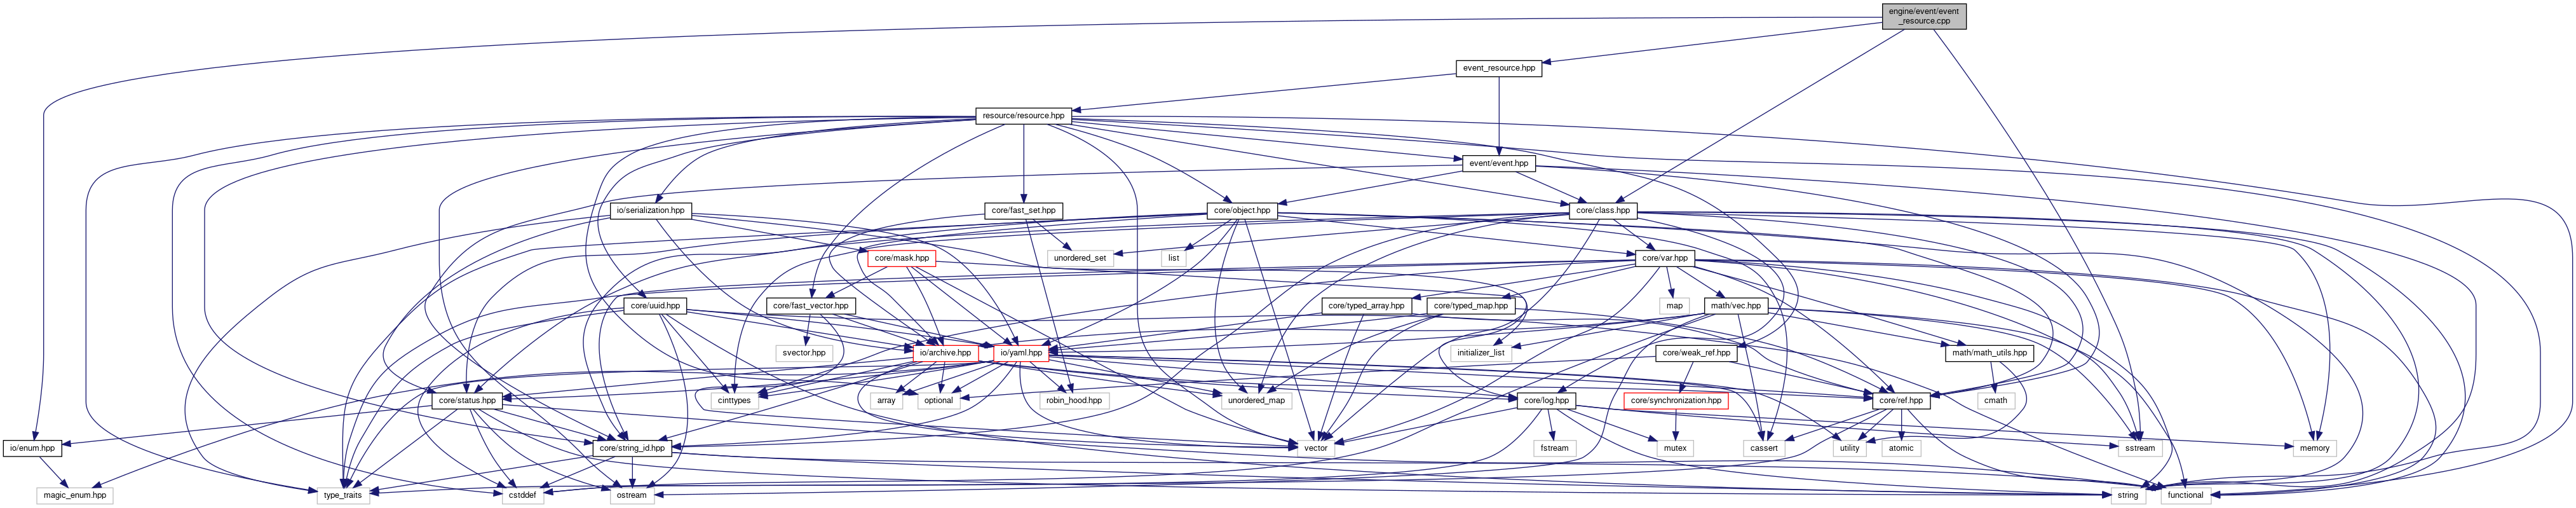 engine/event/event
_resource.cpp
event_resource.hpp
resource/resource.hpp
event/event.hpp
io/serialization.hpp
core/fast_set.hpp
core/object.hpp
core/class.hpp
core/mask.hpp
unordered_set
list
core/var.hpp
core/uuid.hpp
core/fast_vector.hpp
core/typed_array.hpp
core/typed_map.hpp
map
math/vec.hpp
svector.hpp
io/archive.hpp
io/yaml.hpp
initializer_list
core/weak_ref.hpp
math/math_utils.hpp
core/status.hpp
cinttypes
array
optional
robin_hood.hpp
unordered_map
core/log.hpp
core/synchronization.hpp
core/ref.hpp
cmath
io/enum.hpp
core/string_id.hpp
vector
fstream
mutex
cassert
utility
atomic
sstream
memory
magic_enum.hpp
type_traits
cstddef
ostream
string
functional